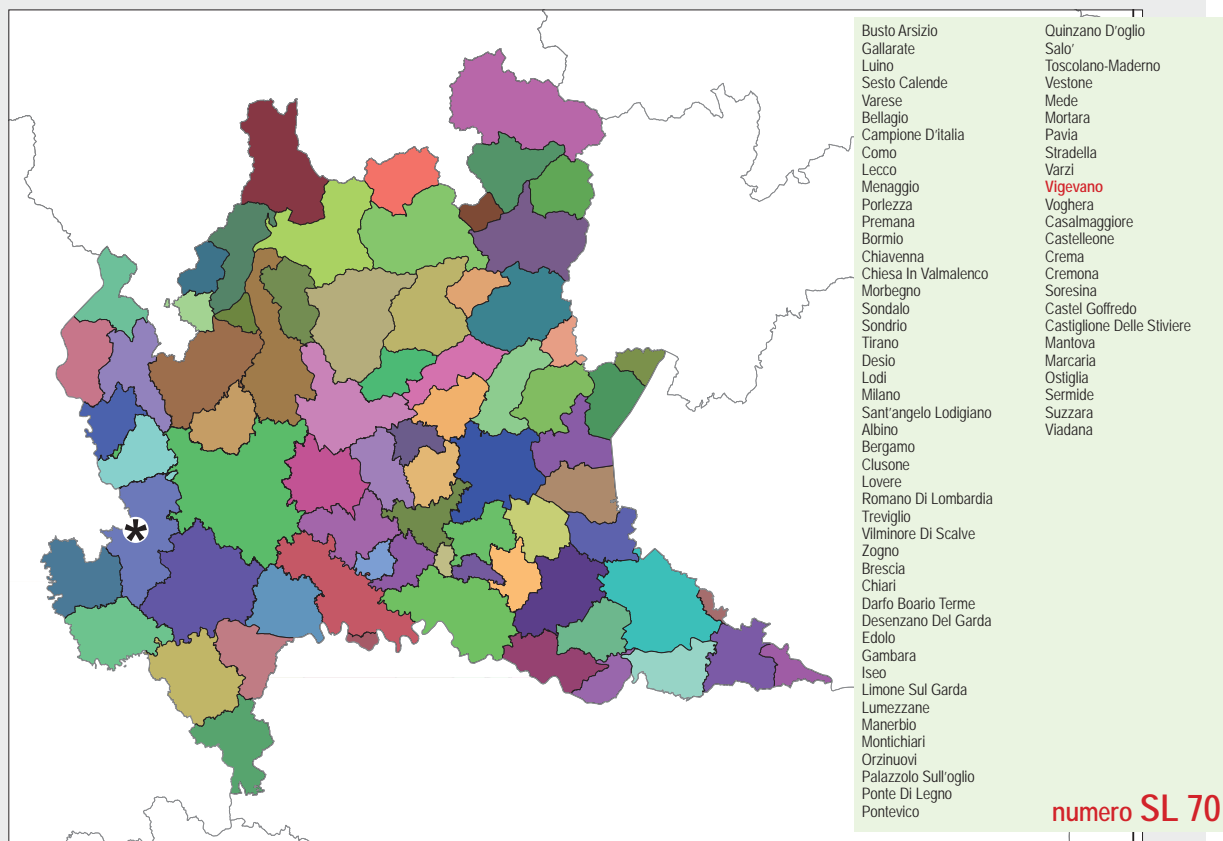 Busto Arsizio
Gallarate
Luino
Sesto Calende
Varese
Bellagio
Campione D'italia
Como
Lecco
Menaggio
Porlezza
Premana
Bormio
Chiavenna
Chiesa In Valmalenco
Morbegno
Sondalo
Sondrio
Tirano
Desio
Lodi
Milano
Sant'angelo Lodigiano
Albino
Bergamo
Clusone
Lovere
Romano Di Lombardia
Treviglio
Vilminore Di Scalve
Zogno
Brescia
Chiari
Darfo Boario Terme
Desenzano Del Garda
Edolo
Gambara
Iseo
Limone Sul Garda
Lumezzane
Manerbio
Montichiari
Orzinuovi
Palazzolo Sull'oglio
Ponte Di Legno
Pontevico
Quinzano D'oglio
Salo'
Toscolano-Maderno
Vestone
Mede
Mortara
Pavia
Stradella
Varzi
Vigevano
Voghera
Casalmaggiore
Castelleone
Crema
Cremona
Soresina
Castel Goffredo
Castiglione Delle Stiviere
Mantova
Marcaria
Ostiglia
Sermide
Suzzara
Viadana
numero SL 70
*